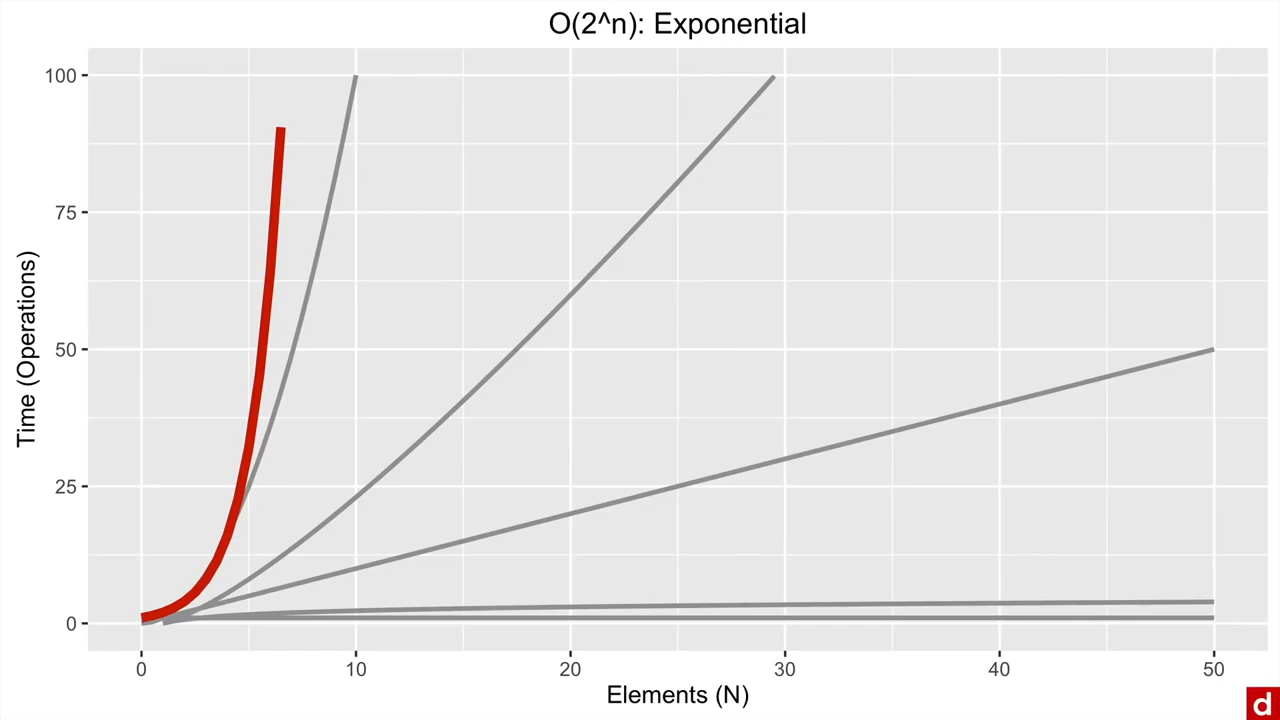 O(2^n): Exponential
100
75
50
25
0
Time (Operations)
0 10 20 30 40 50
Elements (N)
d